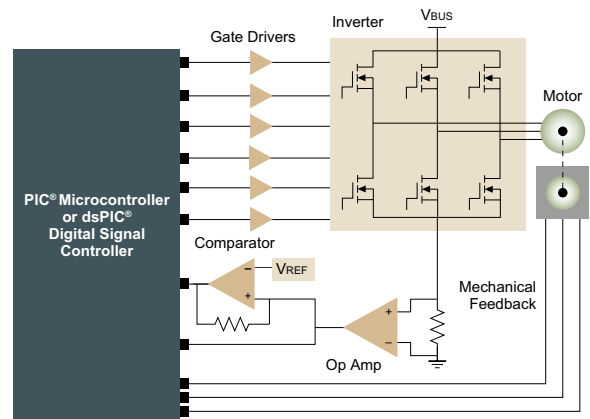 Gate Drivers
Inverter
VBUS
Motor
PIC® Microcontroller
or dsPIC®
Digital Signal
Controller
Comparator
–
VREF
+
+
–
Op Amp
Mechanical
Feedback